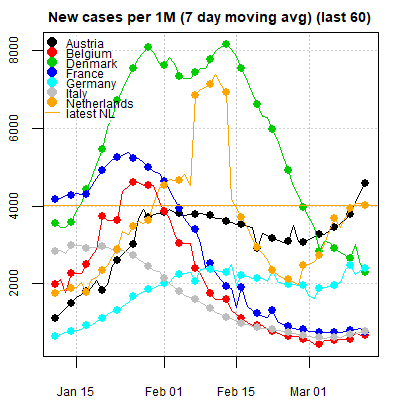 New cases per 1M (7 day moving avg) (last 60)
8000
6000
4000
2000
Austria
Belgium
Denmark
France
Germany
Italy
Netherlands
latest NL
Jan 15
Feb 01
Feb 15
Mar 01